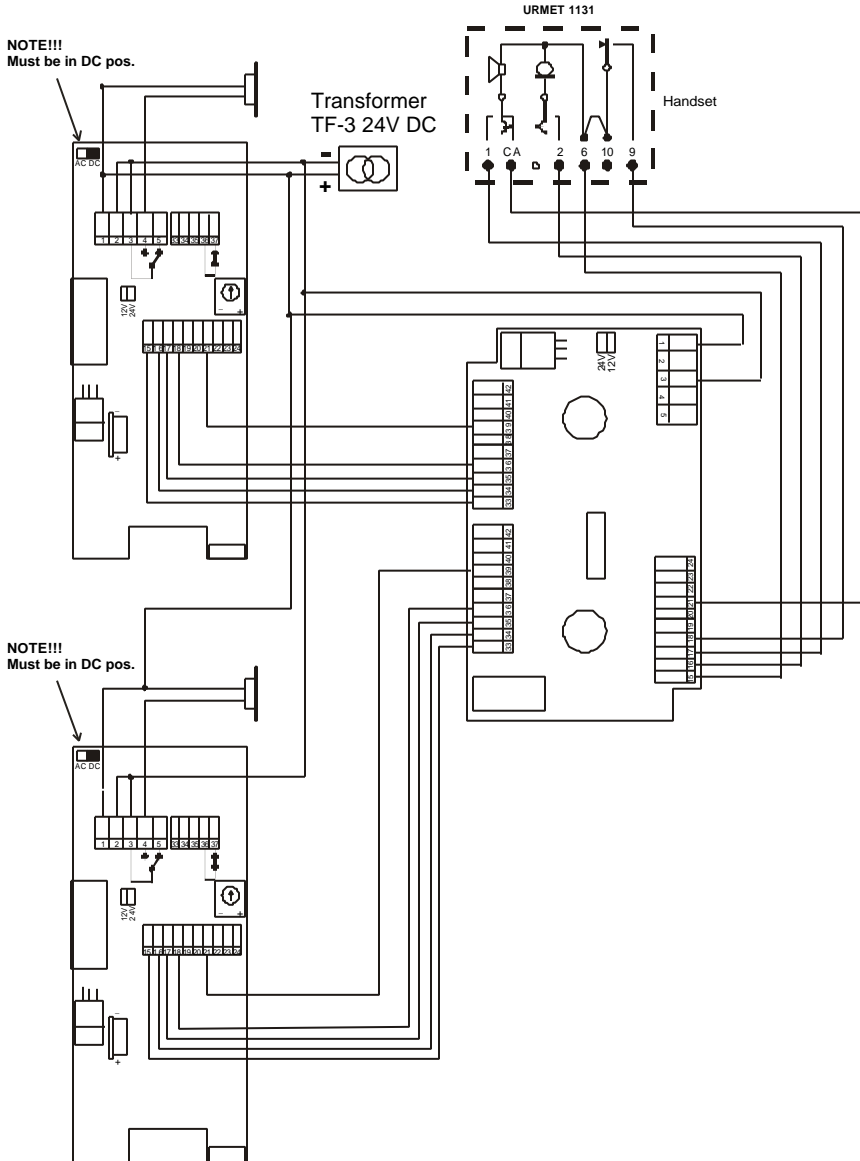 URMET 1131
NOTE!!!
Must be in DC pos.
Transformer
TF-3 24V DC
Handset
- 
+
1 CA 2 6 10 9
AC DC
1 2 3 4 5 33 34 35 36 37
12V
24V
- +
15 16 17 18 19 20 21 22 23 24
-
+
24V
12V
1
2
3
4
5
42
41
40
39
38
37
36
35
34
33
42
41
40
39
38
37
36
35
34
33
24
23
22
21
20
19
18
17
16
15
NOTE!!!
Must be in DC pos.
AC DC
1 2 3 4 5 33 34 35 36 37
12V
24V
- +
15 16 17 18 19 20 21 22 23 24
-
+